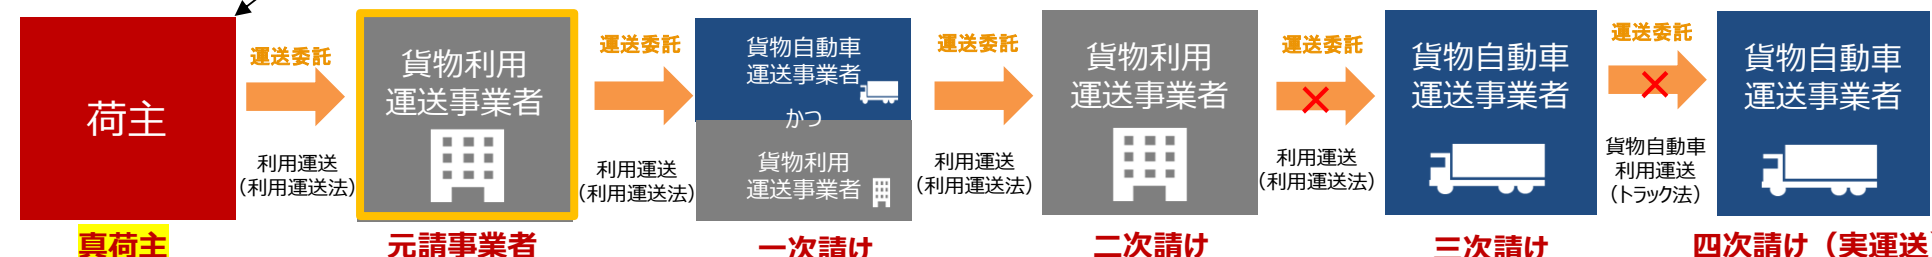 荷主
真荷主
運送委託
利用運送
(利用運送法)
貨物利用
運送事業者
元請事業者
運送委託
利用運送
(利用運送法)
貨物自動車
運送事業者
かつ
貨物利用
運送事業者
一次請け
運送委託
利用運送
(利用運送法)
貨物利用
運送事業者
二次請け
運送委託
利用運送
(利用運送法)
貨物自動車
運送事業者
三次請け
運送委託
貨物自動車
利用運送
(トラック法)
貨物自動車
運送事業者
四次請け(実運送